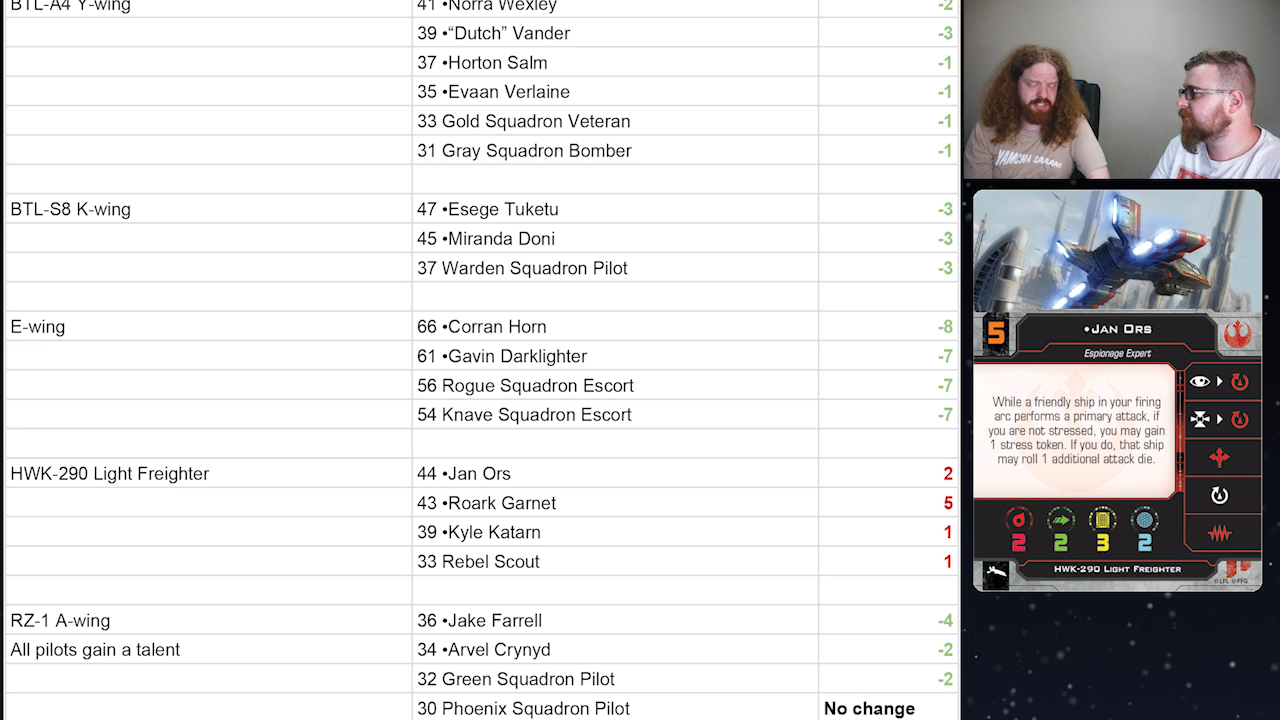 BTL-A4 Y-wing 41 •Norra Wexley -2
39 •“Dutch” Vander -3
37 •Horton Salm -1
35 •Evaan Verlaine -1
33 Gold Squadron Veteran -1
31 Gray Squadron Bomber -1
BTL-S8 K-wing 47 •Esege Tuketu -3
45 •Miranda Doni -3
37 Warden Squadron Pilot -3
E-wing 66 •Corran Horn -8
61 •Gavin Darklighter -7
56 Rogue Squadron Escort -7
54 Knave Squadron Escort -7
HWK-290 Light Freighter 44 •Jan Ors 2
43 •Roark Garnet 5
39 •Kyle Katarn 1
33 Rebel Scout 1
RZ-1 A-wing 36 •Jake Farrell -4
All pilots gain a talent 34 •Arvel Crynyd -2
32 Green Squadron Pilot -2
30 Phoenix Squadron Pilot No change
YAMCHA SAAAN!
5
•Jan Ors
Espionage Expert
While a friendly ship in your firing
arc performs a primary attack, if
you are not stressed, you may gain
1 stress token. If you do, that ship
may roll 1 additional attack die.
2 2 3 2
HWK-290 Light Freighter
©LFL ©FFG